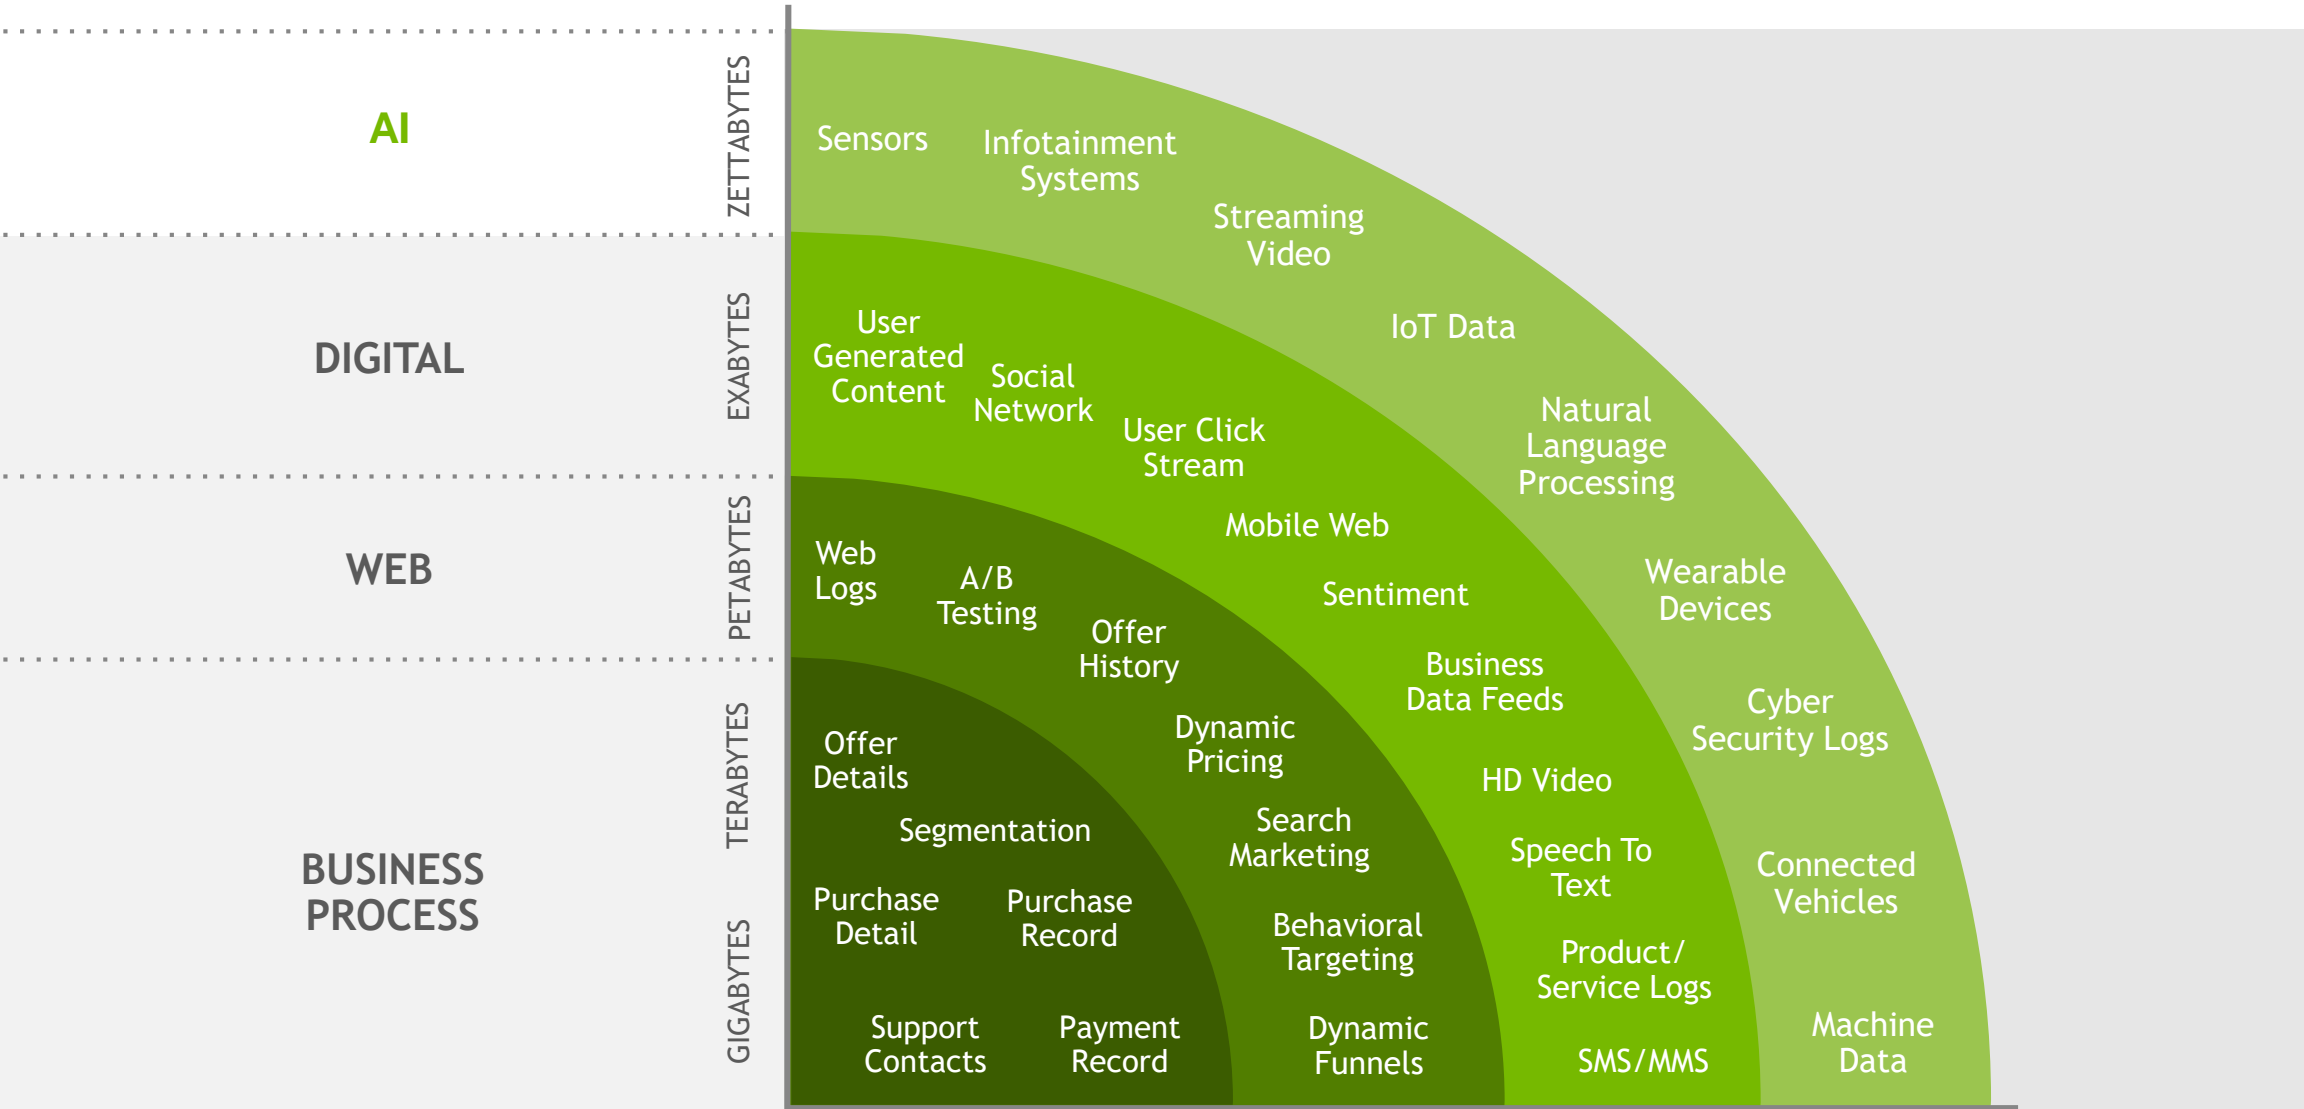 AI
ZETTABYTES
Sensors
Infotainment
Systems
Streaming
Video
IoT Data
Natural
Language
Processing
Wearable
Devices
Cyber
Security Logs
Connected
Vehicles
Machine
Data
DIGITAL
EXABYTES
User
Generated
Content
Social
Network
User Click
Stream
Mobile Web
Sentiment
Business
Data Feeds
HD Video
Speech To
Text
Product/
Service Logs
SMS/MMS
WEB
PETABYTES
Web
Logs
A/B
Testing
Offer
History
Dynamic
Pricing
Search
Marketing
Behavioral
Targeting
Dynamic
Funnels
BUSINESS
PROCESS
TERABYTES
GIGABYTES
Offer
Details
Segmentation
Purchase
Detail
Purchase
Record
Support
Contacts
Payment
Record